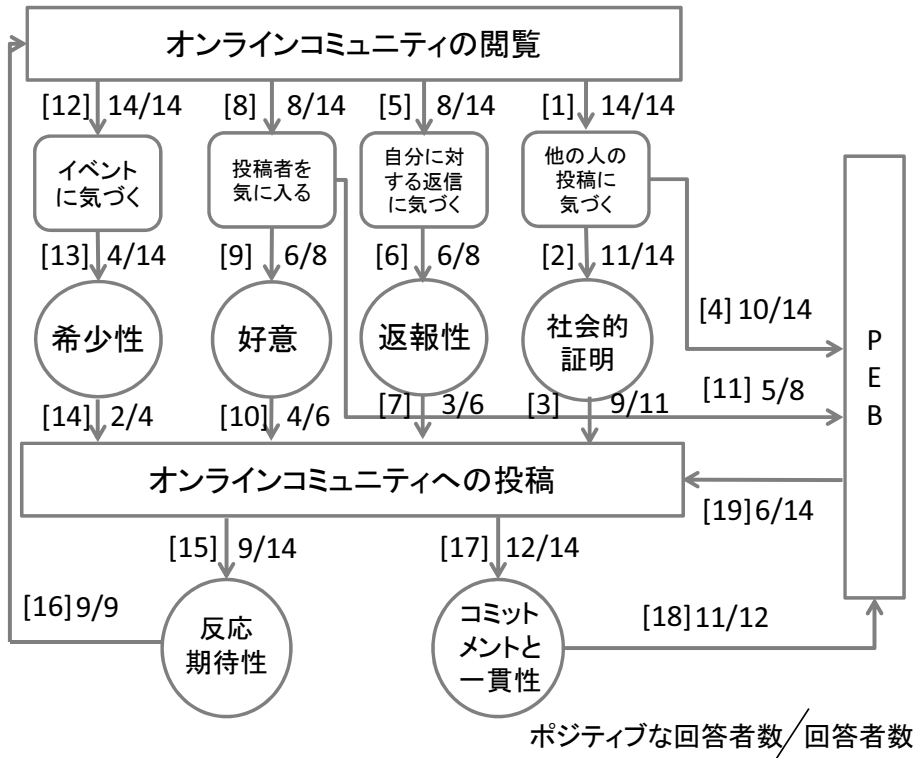 オンラインコミュニティの閲覧
[12] 14/14
[8] 8/14
[5] 8/14
[1] 14/14
イベント
に気づく
投稿者を
気に入る
自分に対
する返信
に気づく
他の人の
投稿に
気づく
[13] 4/14
[9] 6/8
[6] 6/8
[2] 11/14
[4] 10/14
希少性
好意
返報性
社会的
証明
P
E
B
[11] 5/8
[14] 2/4
[10] 4/6
[7] 3/6
[3] 9/11
オンラインコミュニティへの投稿
[19] 6/14
[15] 9/14
[17] 12/14
[16] 9/9
反応
期待性
コミット
メントと
一貫性
[18] 11/12
ポジティブな回答者数/回答者数